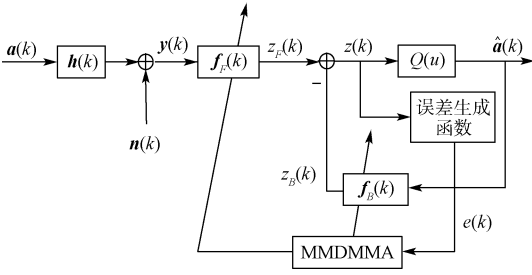 a(k)
h(k)
y(k)
f_F(k)
z_F(k)
z(k)
Q(u)
â(k)
n(k)
−
误差生成
函数
z_B(k)
f_B(k)
e(k)
MMDMMA